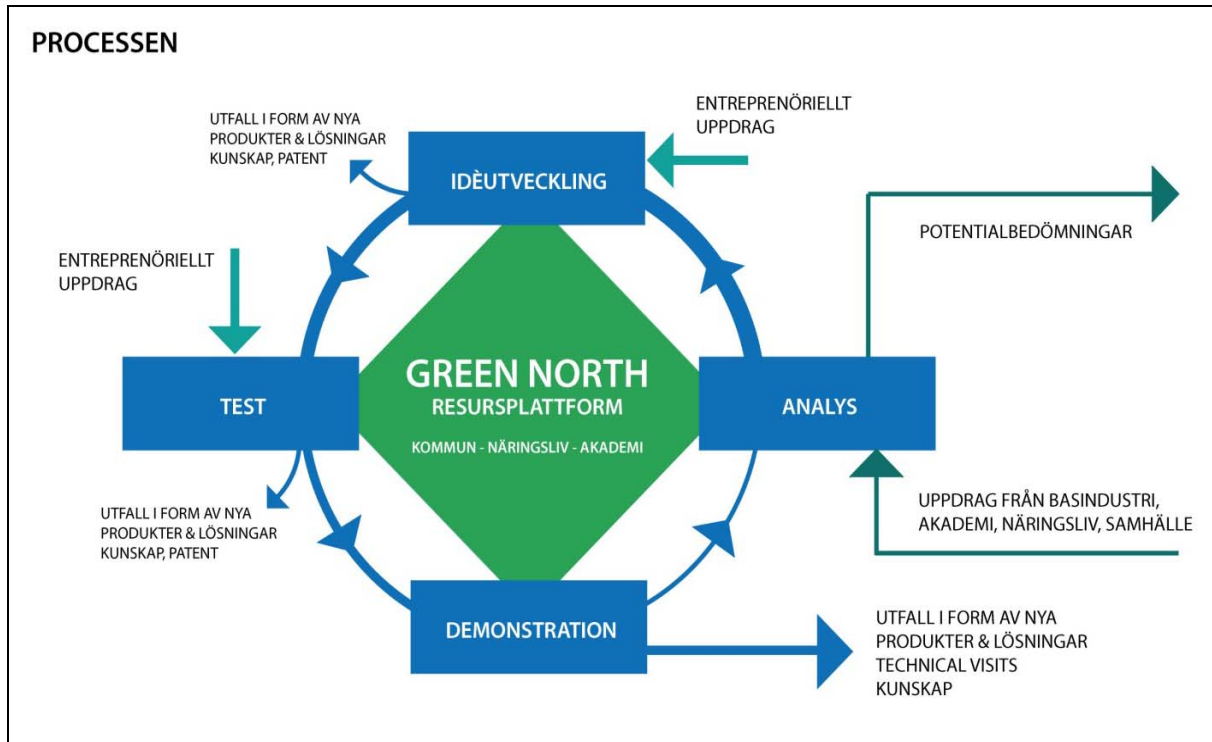 PROCESSEN
UTFALL I FORM AV NYA
PRODUKTER & LÖSNINGAR
KUNSKAP, PATENT
ENTREPRENÖRIELLT
UPPDRAG
IDÈUTVECKLING
POTENTIALBEDÖMNINGAR
ENTREPRENÖRIELLT
UPPDRAG
TEST
GREEN NORTH
RESURSPLATTFORM
KOMMUN - NÄRINGSLIV - AKADEMI
ANALYS
UTFALL I FORM AV NYA
PRODUKTER & LÖSNINGAR
KUNSKAP, PATENT
UPPDRAG FRÅN BASINDUSTRI,
AKADEMI, NÄRINGSLIV, SAMHÄLLE
DEMONSTRATION
UTFALL I FORM AV NYA
PRODUKTER & LÖSNINGAR
TECHNICAL VISITS
KUNSKAP